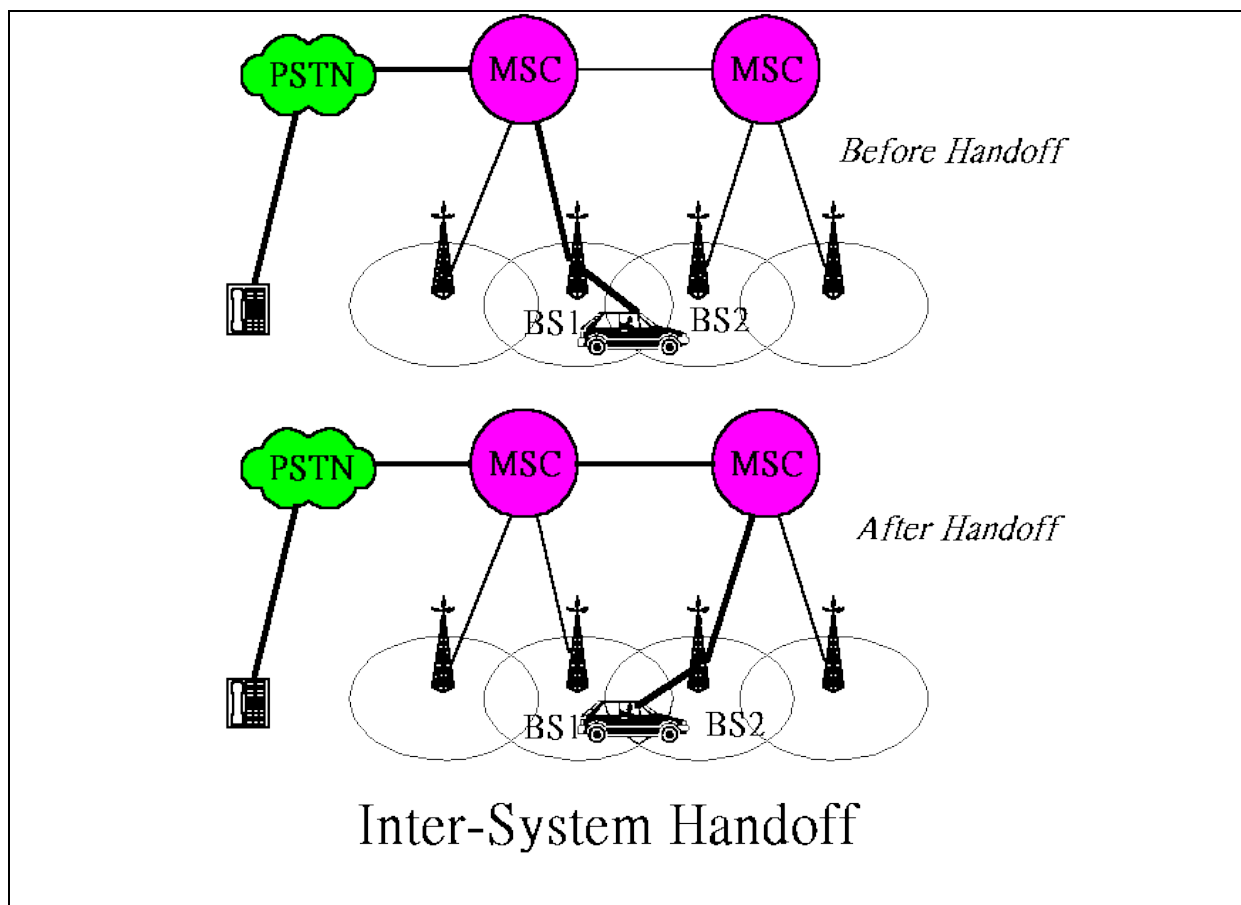 PSTN MSC MSC
Before Handoff
BS1 BS2
PSTN MSC MSC
After Handoff
BS1 BS2
Inter-System Handoff